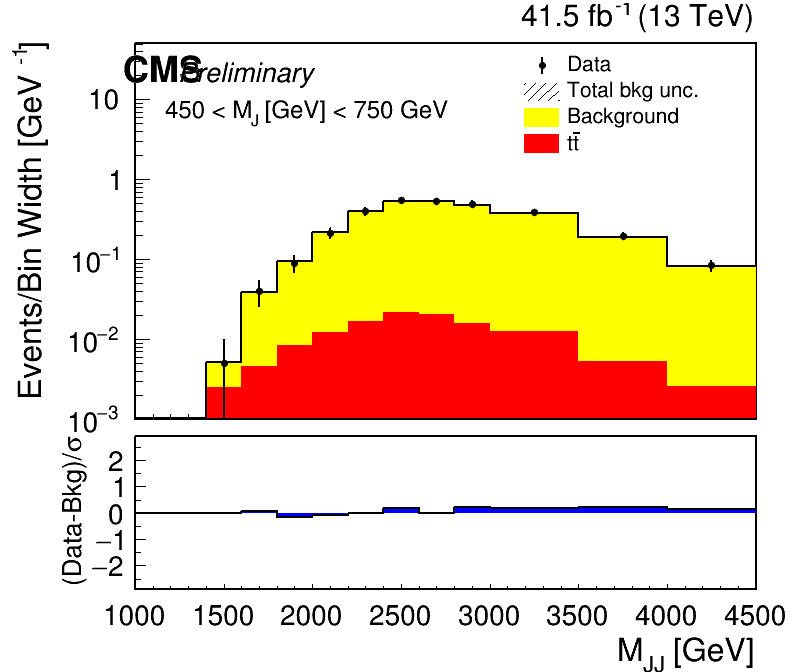 41.5 fb⁻¹ (13 TeV)
CMS Preliminary
450 < M_J [GeV] < 750 GeV
Data
Total bkg unc.
Background
tt̄
Events/Bin Width [GeV⁻¹]
10
1
10⁻¹
10⁻²
10⁻³
(Data-Bkg)/σ
2
1
0
−1
−2
1000 1500 2000 2500 3000 3500 4000 4500
M_JJ [GeV]